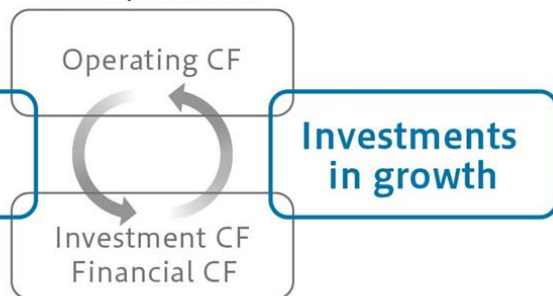 Operating CF
Investments
in growth
Investment CF
Financial CF